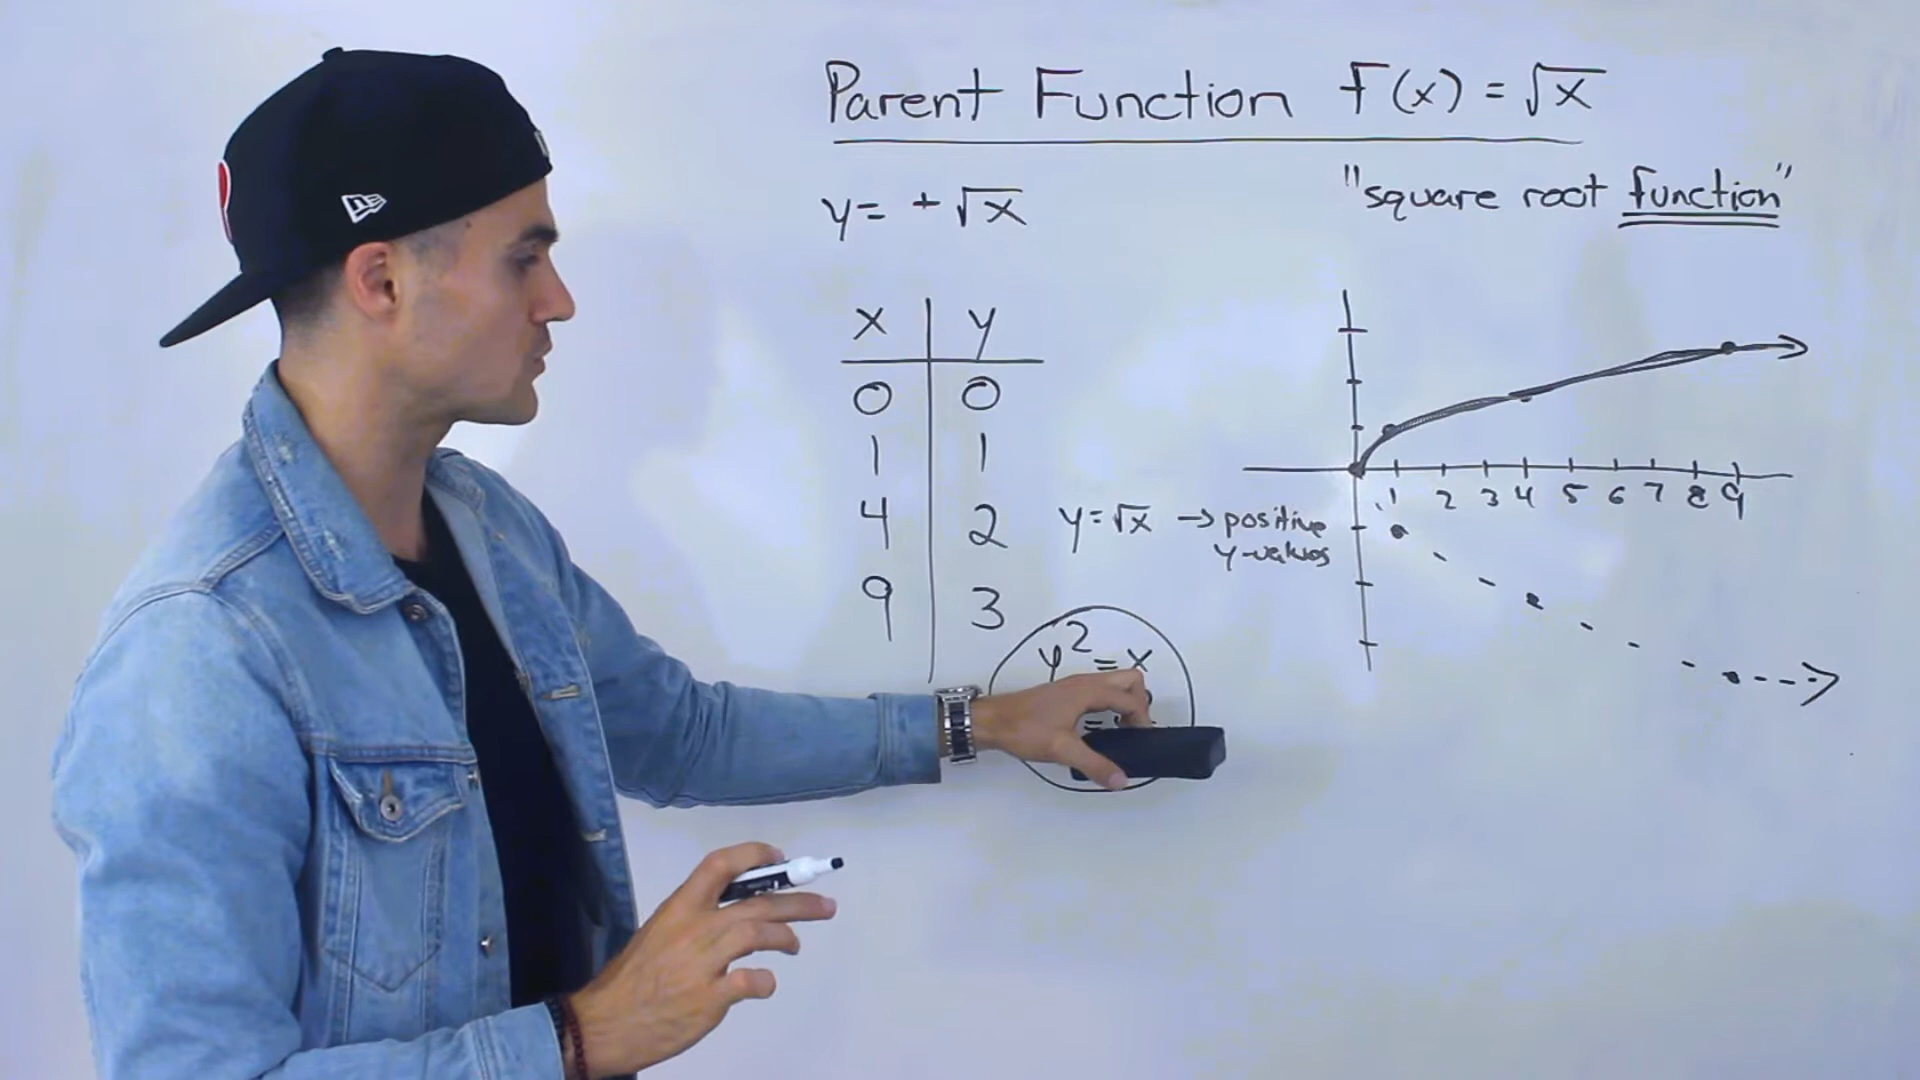 Parent Function F(x) = √x
"square root function"
y= +√x
x y
0 0
1 1
4 2
9 3
y=√x → positive
y-values
1 2 3 4 5 6 7 8 9
y² = x